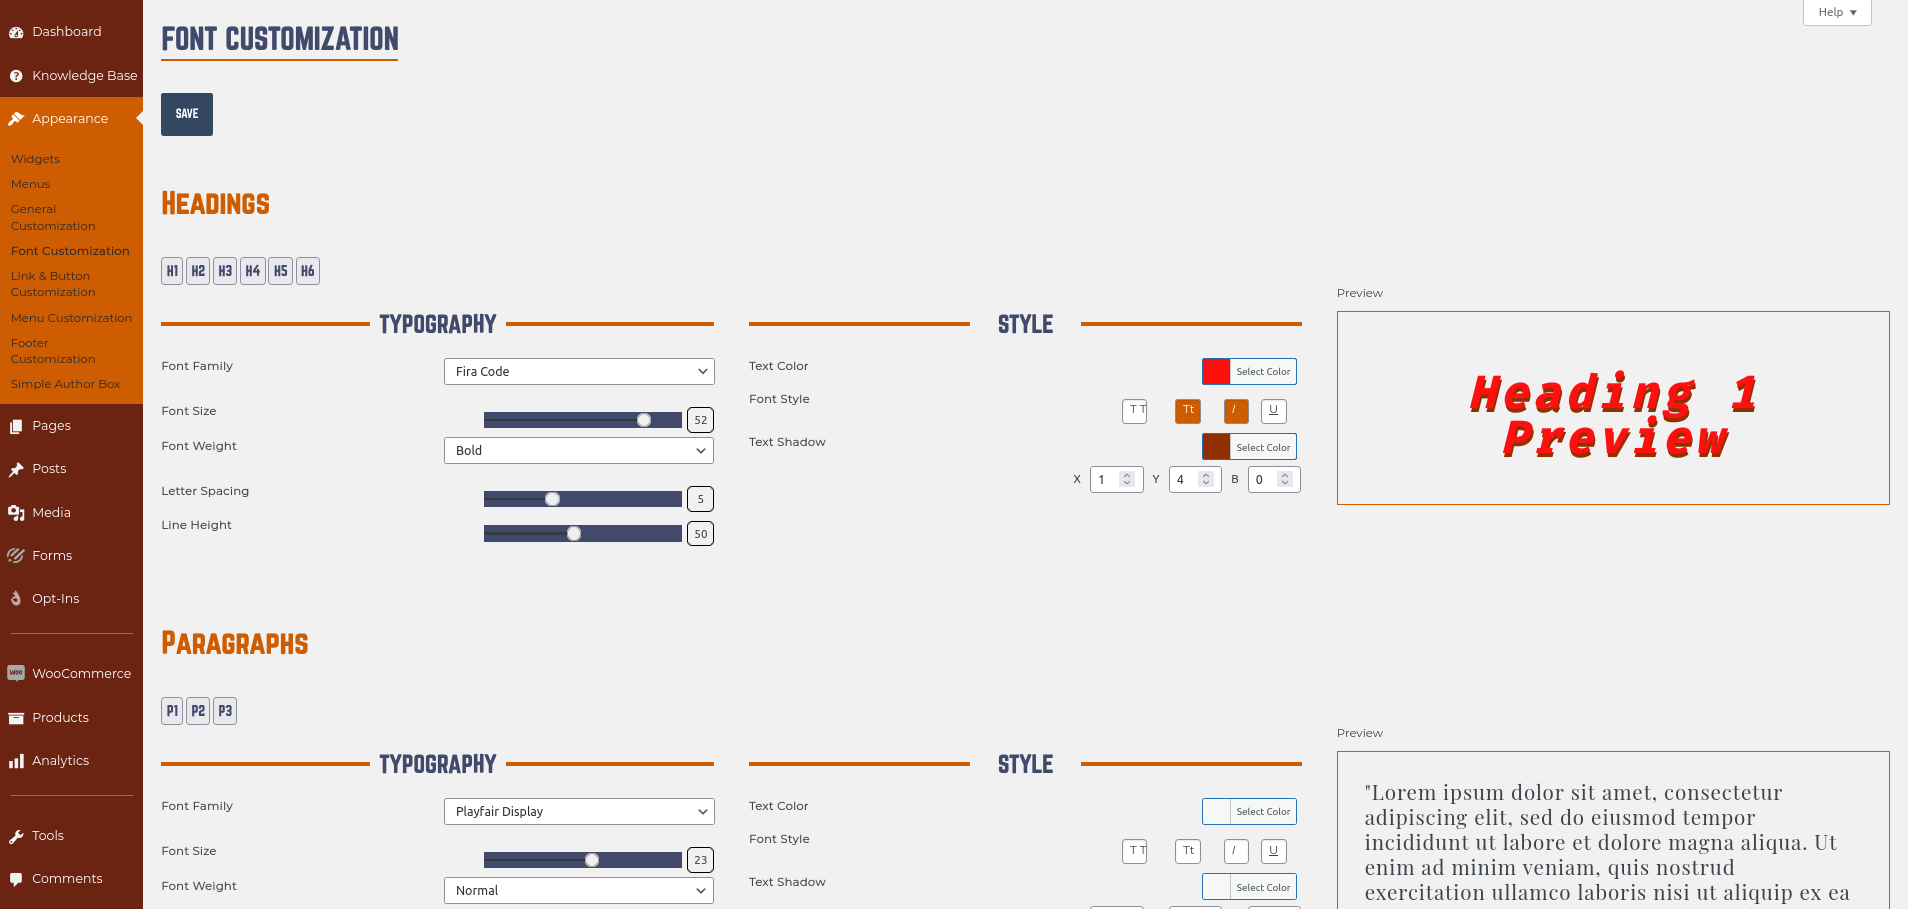 Dashboard
Knowledge Base
Appearance
Widgets
Menus
General
Customization
Font Customization
Link & Button
Customization
Menu Customization
Footer
Customization
Simple Author Box
Pages
Posts
Media
Forms
Opt-Ins
WooCommerce
Products
Analytics
Tools
Comments
Help
FONT CUSTOMIZATION
SAVE
HEADINGS
H1 H2 H3 H4 H5 H6
TYPOGRAPHY
Font Family
Fira Code
Font Size
52
Font Weight
Bold
Letter Spacing
5
Line Height
50
STYLE
Text Color
Select Color
Font Style
TT Tt I U
Text Shadow
Select Color
X 1 Y 4 B 0
Preview
Heading 1
Preview
PARAGRAPHS
P1 P2 P3
TYPOGRAPHY
Font Family
Playfair Display
Font Size
23
Font Weight
Normal
STYLE
Text Color
Select Color
Font Style
TT Tt I U
Text Shadow
Select Color
Preview
"Lorem ipsum dolor sit amet, consectetur
adipiscing elit, sed do eiusmod tempor
incididunt ut labore et dolore magna aliqua. Ut
enim ad minim veniam, quis nostrud
exercitation ullamco laboris nisi ut aliquip ex ea